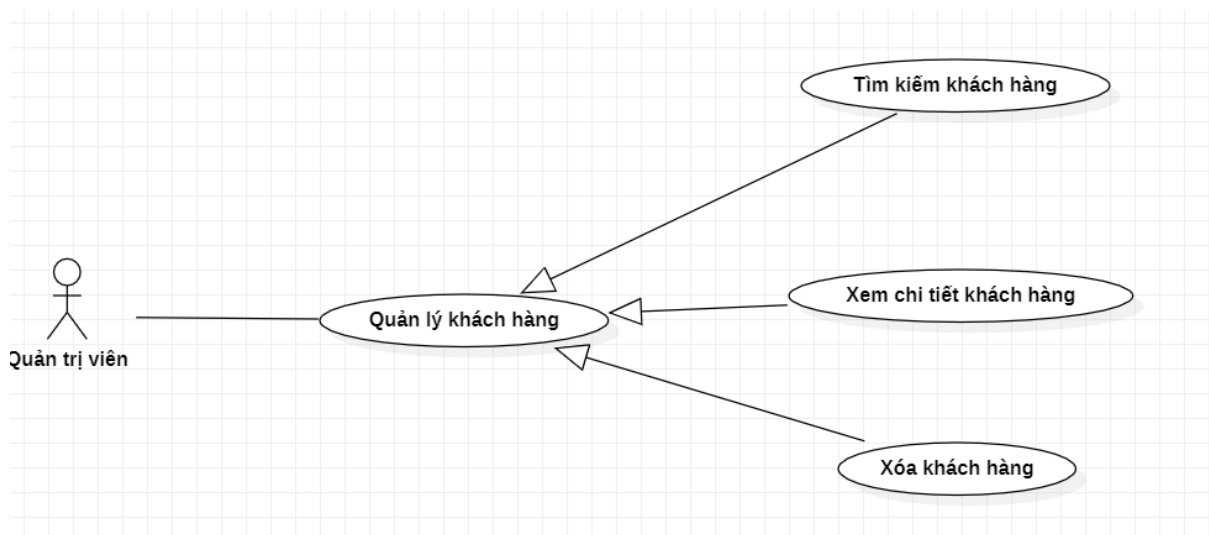 Tìm kiếm khách hàng
Xem chi tiết khách hàng
Quản lý khách hàng
Quản trị viên
Xóa khách hàng